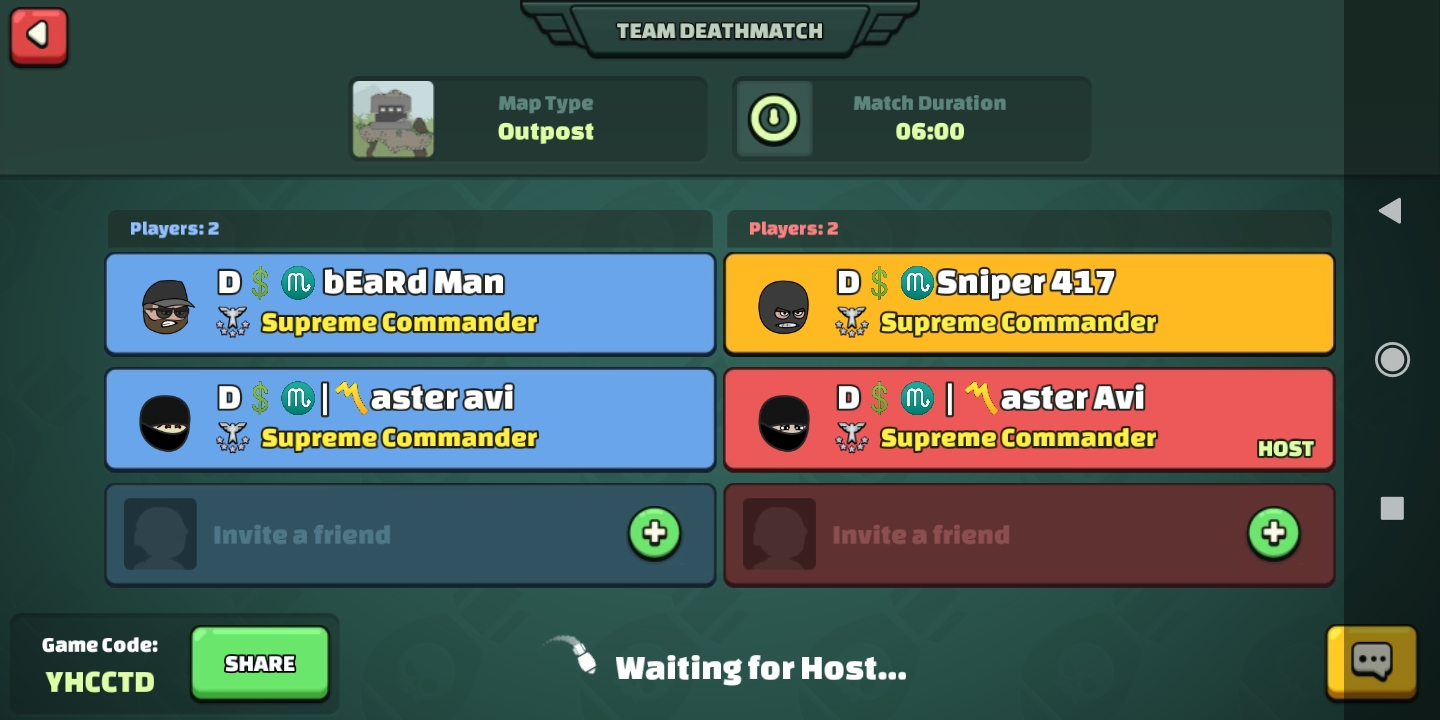 TEAM DEATHMATCH
Map Type
Outpost
Match Duration
06:00
Players: 2
D 💲 ♏ bEaRd Man
Supreme Commander
D 💲 ♏| 〽️aster avi
Supreme Commander
Invite a friend
Players: 2
D 💲 ♏Sniper 417
Supreme Commander
D 💲 ♏ | 〽️aster Avi
Supreme Commander
HOST
Invite a friend
Game Code:
YHCCTD
SHARE
Waiting for Host...